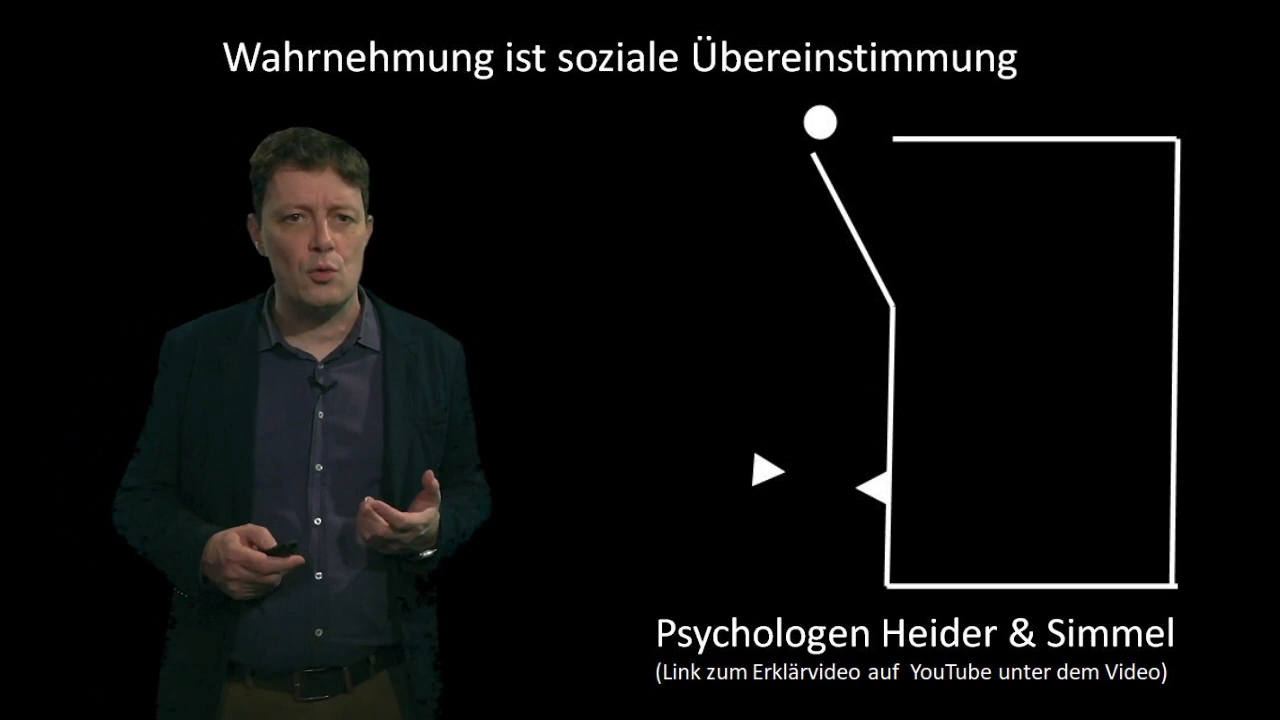 Wahrnehmung ist soziale Übereinstimmung
Psychologen Heider & Simmel
(Link zum Erklärvideo auf YouTube unter dem Video)